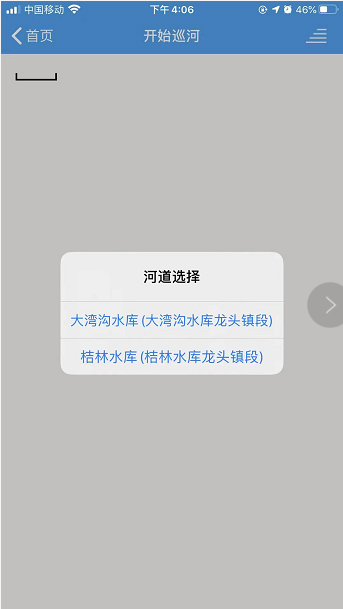 中国移动 下午4:06 46%
首页 开始巡河
河道选择
大湾沟水库(大湾沟水库龙头镇段)
桔林水库(桔林水库龙头镇段)